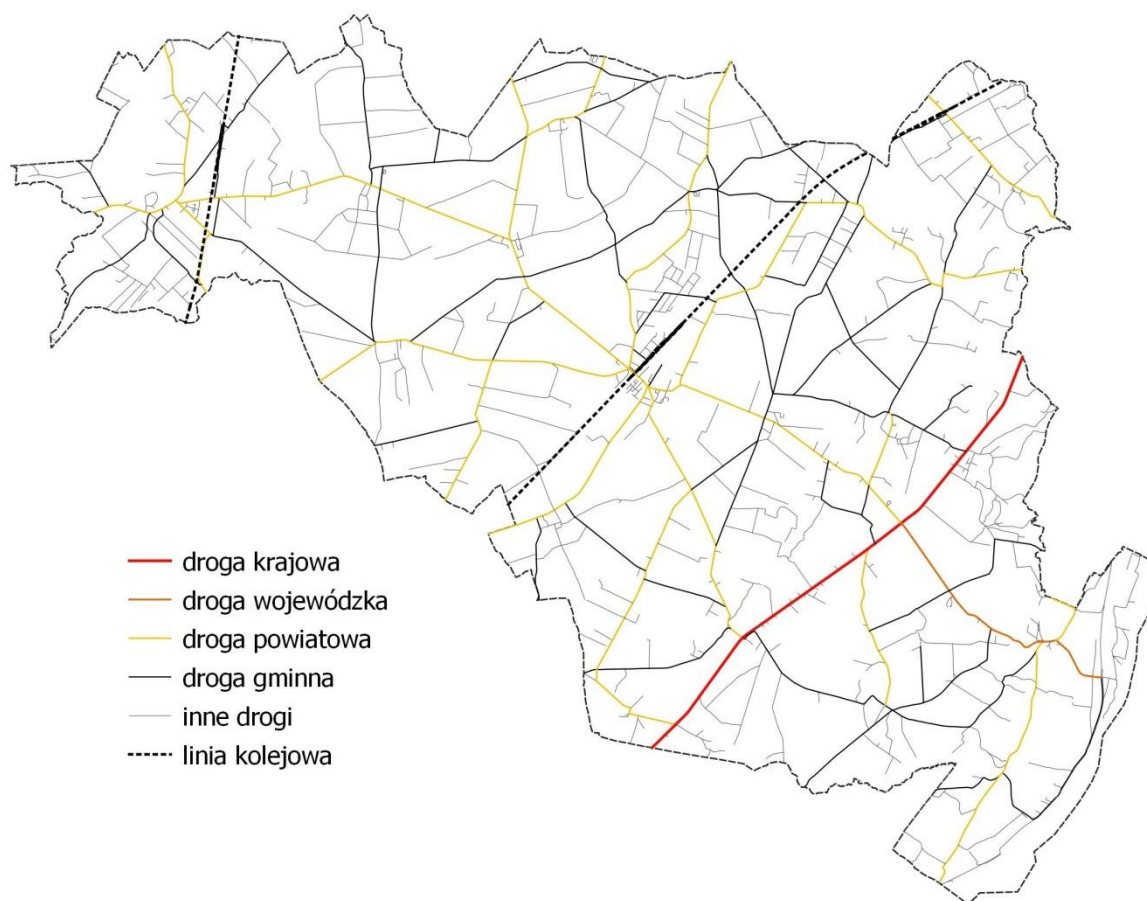 droga krajowa
droga wojewódzka
droga powiatowa
droga gminna
inne drogi
linia kolejowa